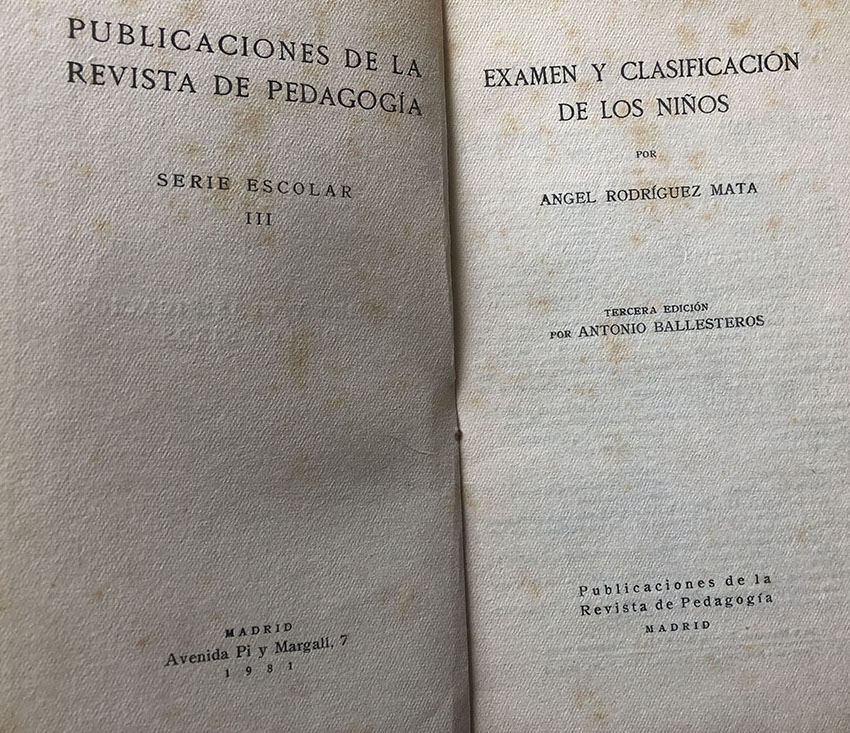 PUBLICACIONES DE LA
REVISTA DE PEDAGOGÍA
SERIE ESCOLAR
III
MADRID
Avenida Pi y Margall, 7
1931
EXAMEN Y CLASIFICACIÓN
DE LOS NIÑOS
POR
ANGEL RODRÍGUEZ MATA
TERCERA EDICIÓN
POR ANTONIO BALLESTEROS
Publicaciones de la
Revista de Pedagogía
MADRID